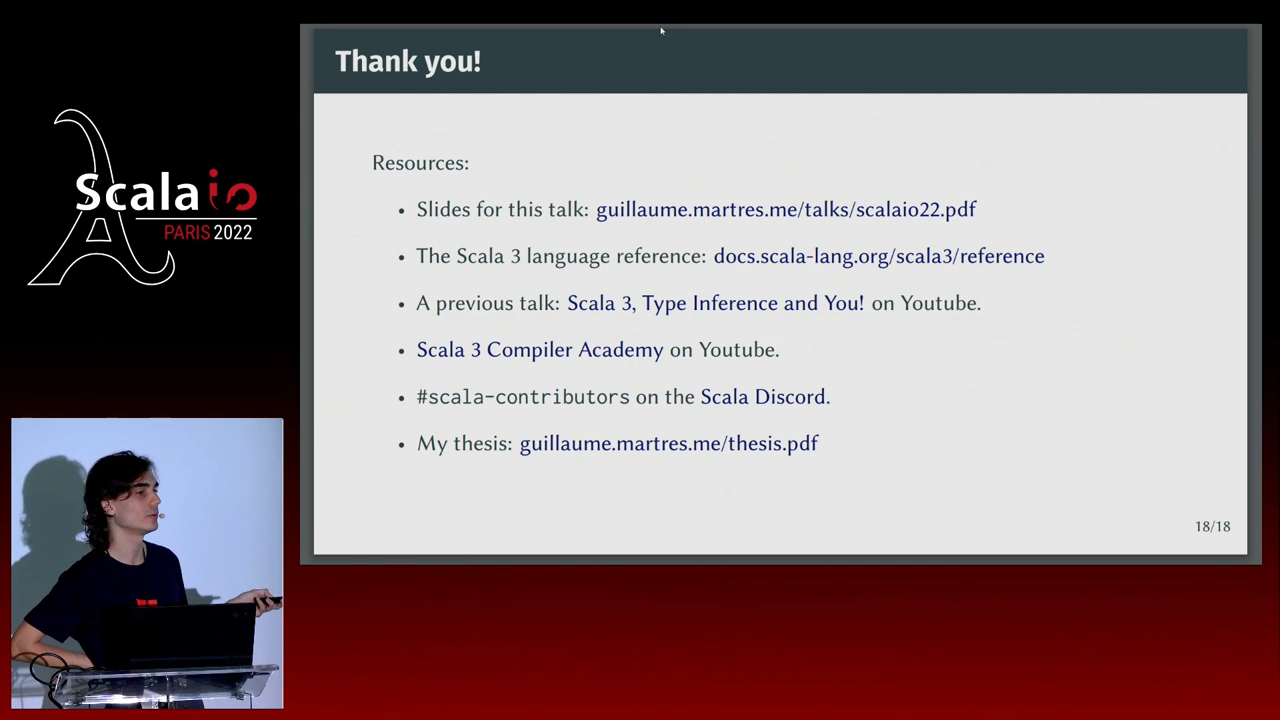 Thank you!
Scala io
PARIS 2022
Resources:
• Slides for this talk: guillaume.martres.me/talks/scalaio22.pdf
• The Scala 3 language reference: docs.scala-lang.org/scala3/reference
• A previous talk: Scala 3, Type Inference and You! on Youtube.
• Scala 3 Compiler Academy on Youtube.
• #scala-contributors on the Scala Discord.
• My thesis: guillaume.martres.me/thesis.pdf
18/18